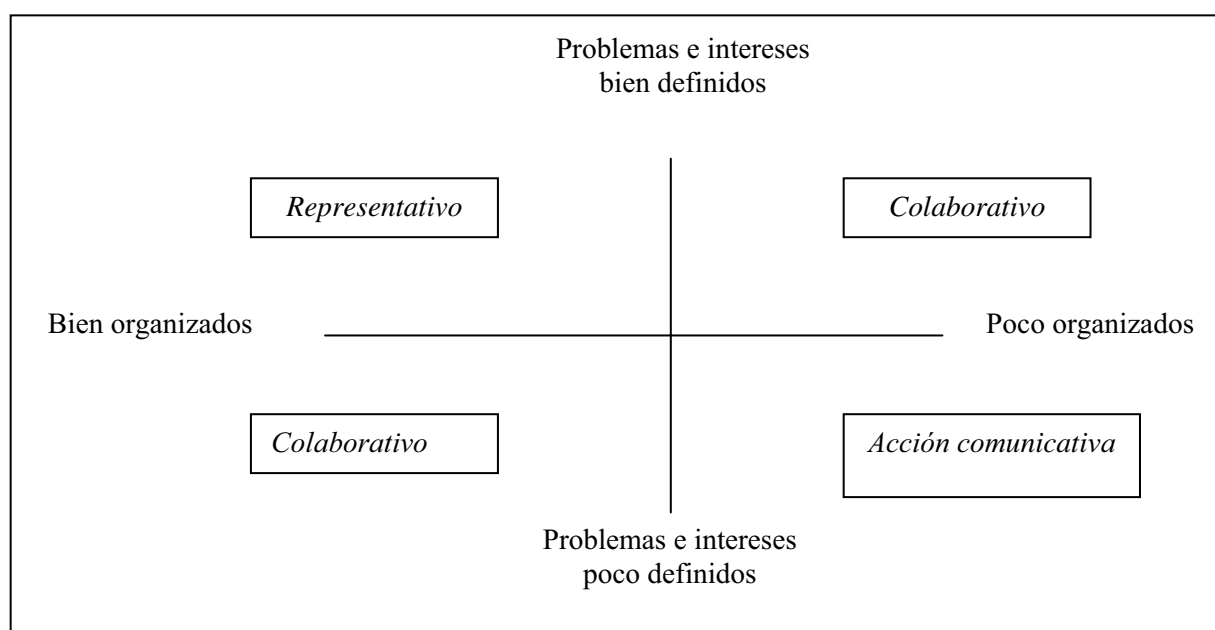 Problemas e intereses
bien definidos
Representativo
Colaborativo
Bien organizados
Poco organizados
Colaborativo
Acción comunicativa
Problemas e intereses
poco definidos